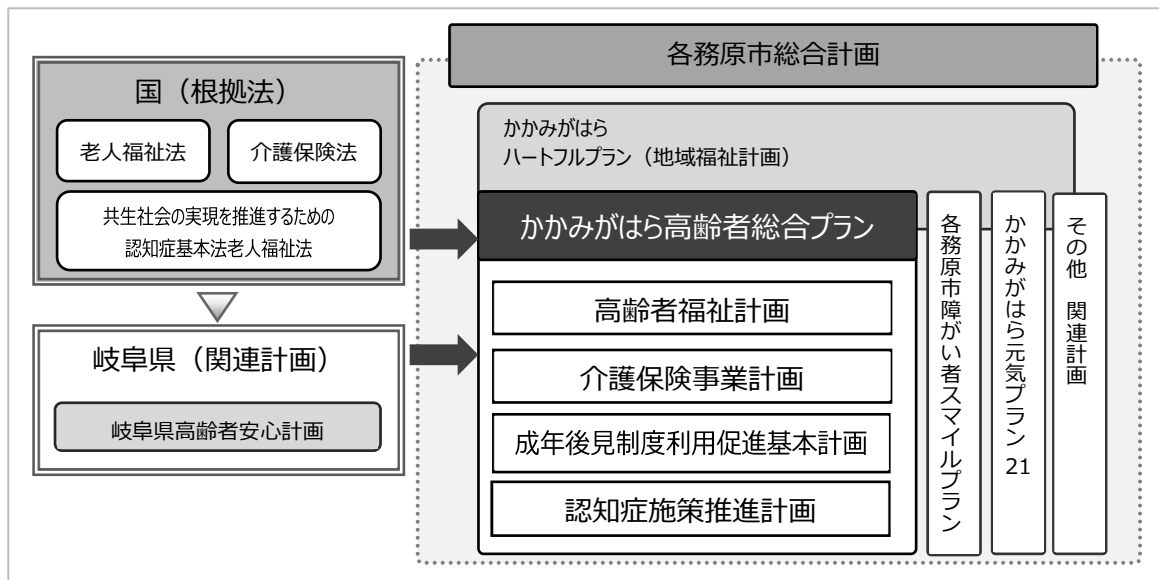 国（根拠法）
老人福祉法
介護保険法
共生社会の実現を推進するための
認知症基本法老人福祉法
岐阜県（関連計画）
岐阜県高齢者安心計画
各務原市総合計画
かかみがはら
ハートフルプラン（地域福祉計画）
かかみがはら高齢者総合プラン
高齢者福祉計画
介護保険事業計画
成年後見制度利用促進基本計画
認知症施策推進計画
各務原市障がい者スマイルプラン
かかみがはら元気プラン 21
その他　関連計画